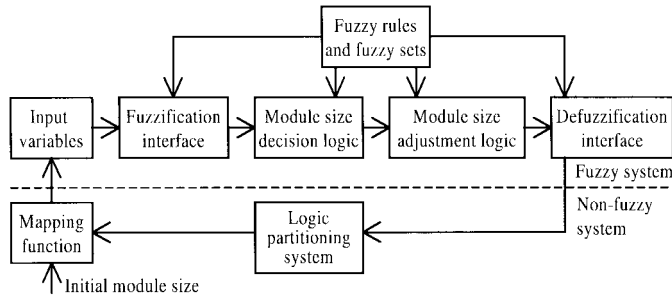 Fuzzy rules
and fuzzy sets
Input
variables
Fuzzification
interface
Module size
decision logic
Module size
adjustment logic
Defuzzification
interface
Fuzzy system
Non-fuzzy
system
Mapping
function
Logic
partitioning
system
Initial module size